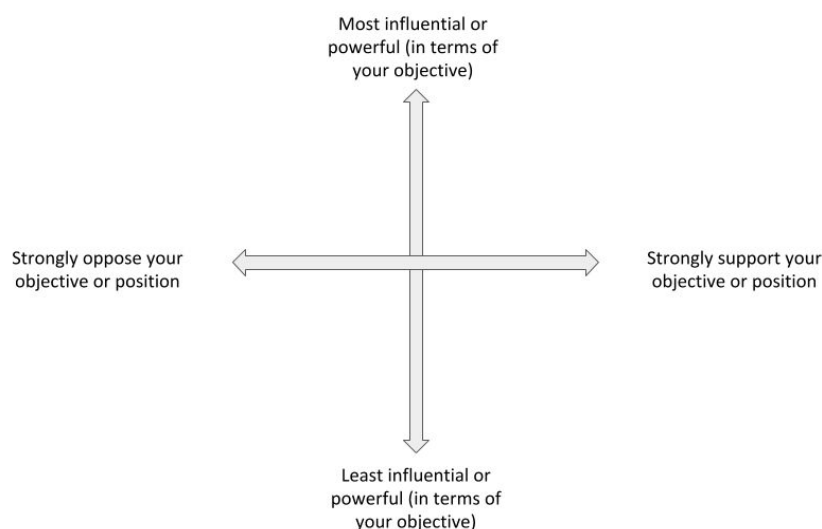 Most influential or
powerful (in terms of
your objective)
Strongly oppose your
objective or position
Strongly support your
objective or position
Least influential or
powerful (in terms of
your objective)